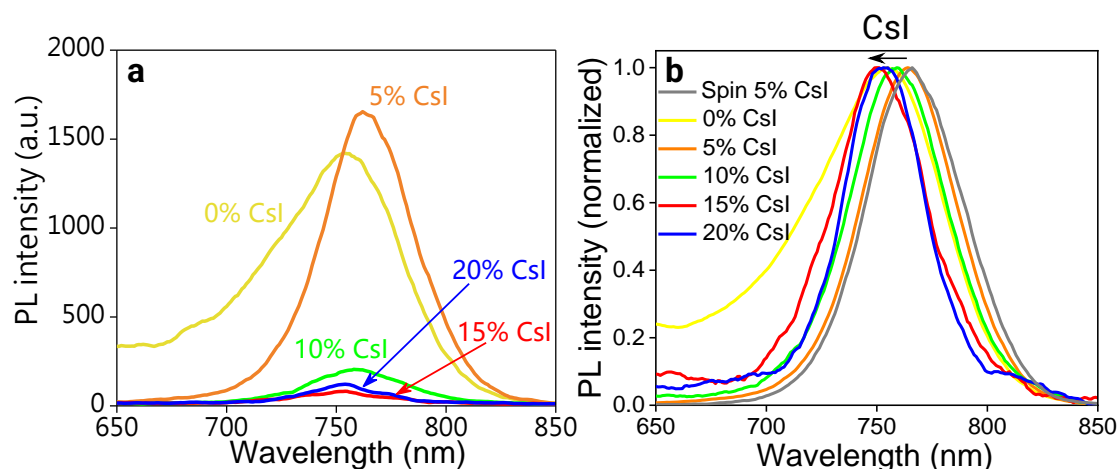 a
2000
1500
1000
500
0
PL intensity (a.u.)
5% CsI
0% CsI
20% CsI
15% CsI
10% CsI
650
700
750
800
850
Wavelength (nm)
CsI
b
1.0
0.8
0.6
0.4
0.2
0.0
PL intensity (normalized)
Spin 5% CsI
0% CsI
5% CsI
10% CsI
15% CsI
20% CsI
650
700
750
800
850
Wavelength (nm)